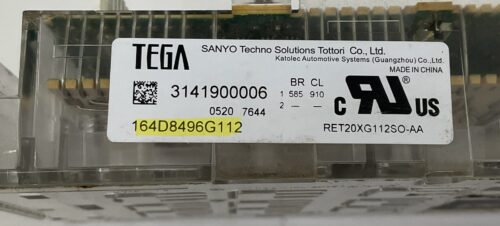 TEGA SANYO Techno Solutions Tottori Co., Ltd.
Katolec Automotive Systems (Guangzhou) Co.,Ltd.
MADE IN CHINA
3141900006
BR CL
1 585 910
2 — —
0520 7644
164D8496G112
C RU US
RET20XG112SO-AA